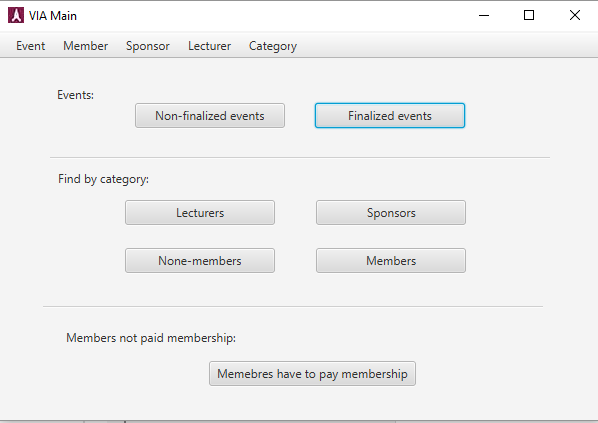 VIA Main
Event Member Sponsor Lecturer Category
Events:
Non-finalized events Finalized events
Find by category:
Lecturers Sponsors
None-members Members
Members not paid membership:
Memebres have to pay membership